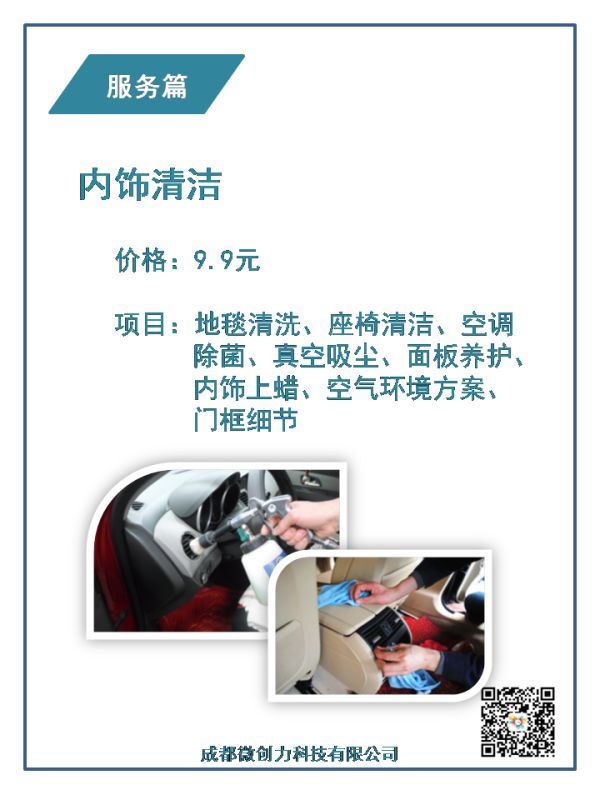 服务篇
内饰清洁
价格：9.9元
项目：地毯清洗、座椅清洁、空调
除菌、真空吸尘、面板养护、
内饰上蜡、空气环境方案、
门框细节
成都微创力科技有限公司